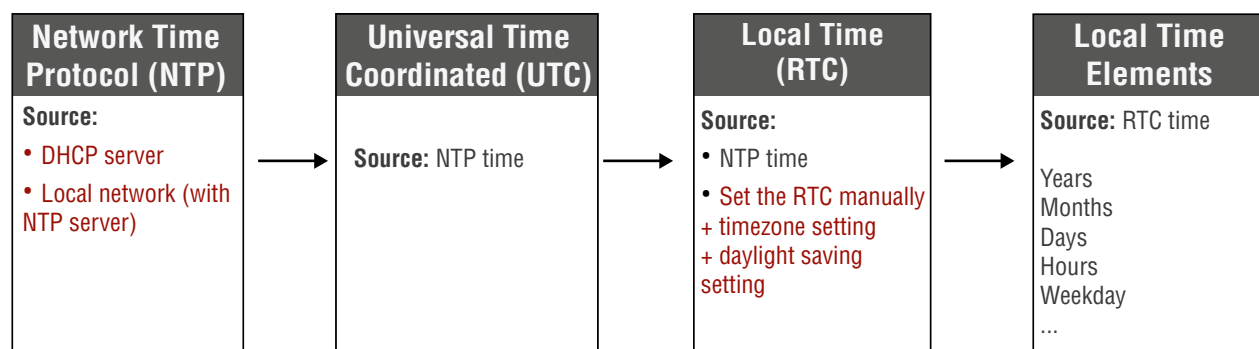 Network Time
Protocol (NTP)
Source:
• DHCP server
• Local network (with
NTP server)
Universal Time
Coordinated (UTC)
Source: NTP time
Local Time
(RTC)
Source:
• NTP time
• Set the RTC manually
+ timezone setting
+ daylight saving
setting
Local Time
Elements
Source: RTC time
Years
Months
Days
Hours
Weekday
...